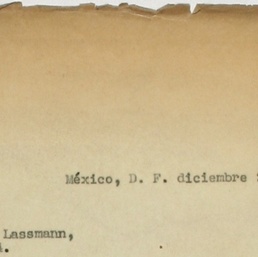 México, D. F. diciembre
Lassmann,